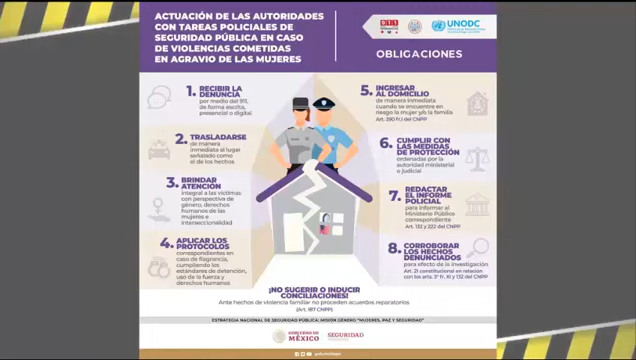 ACTUACIÓN DE LAS AUTORIDADES
CON TAREAS POLICIALES DE
SEGURIDAD PÚBLICA EN CASO
DE VIOLENCIAS COMETIDAS
EN AGRAVIO DE LAS MUJERES
911
UNODC
OBLIGACIONES
1. RECIBIR LA
DENUNCIA
por medio del 911,
de forma escrita,
presencial o digital
2. TRASLADARSE
de manera
inmediata al lugar
señalado como
el de los hechos
3. BRINDAR
ATENCIÓN
integral a las víctimas
con perspectiva de
género, derechos
humanos de las
mujeres e
interseccionalidad
4. APLICAR LOS
PROTOCOLOS
correspondientes en
caso de flagrancia,
cumpliendo los
estándares de detención,
uso de la fuerza y
derechos humanos
5. INGRESAR
AL DOMICILIO
de manera inmediata
cuando se encuentre en
riesgo la mujer y/o la familia
Art. 290 fr.I del CNPP
6. CUMPLIR CON
LAS MEDIDAS
DE PROTECCIÓN
ordenadas por la
autoridad ministerial
o judicial
7. REDACTAR
EL INFORME
POLICIAL
para informar al
Ministerio Público
correspondiente
Art. 132 y 222 del CNPP
8. CORROBORAR
LOS HECHOS
DENUNCIADOS
para efecto de la investigación
Art. 21 constitucional en relación
con los arts. 3° fr. XI y 132 del CNPP
¡NO SUGERIR O INDUCIR
CONCILIACIONES!
Ante hechos de violencia familiar no proceden acuerdos reparatorios
(Art. 187 CNPP)
ESTRATEGIA NACIONAL DE SEGURIDAD PÚBLICA: MISIÓN GÉNERO "MUJERES, PAZ Y SEGURIDAD"
GOBIERNO DE
MÉXICO
SEGURIDAD
gob.mx/sspc